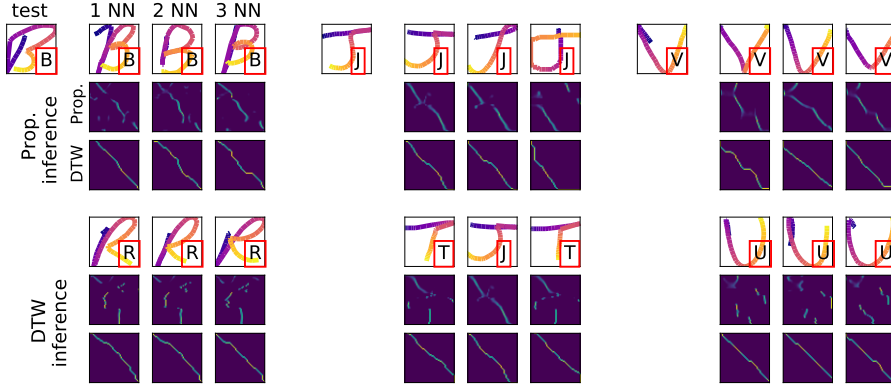 test 1 NN 2 NN 3 NN
B B B B J J J J V V V V
Prop. inference
Prop.
DTW
R R R T J T U U U
DTW inference